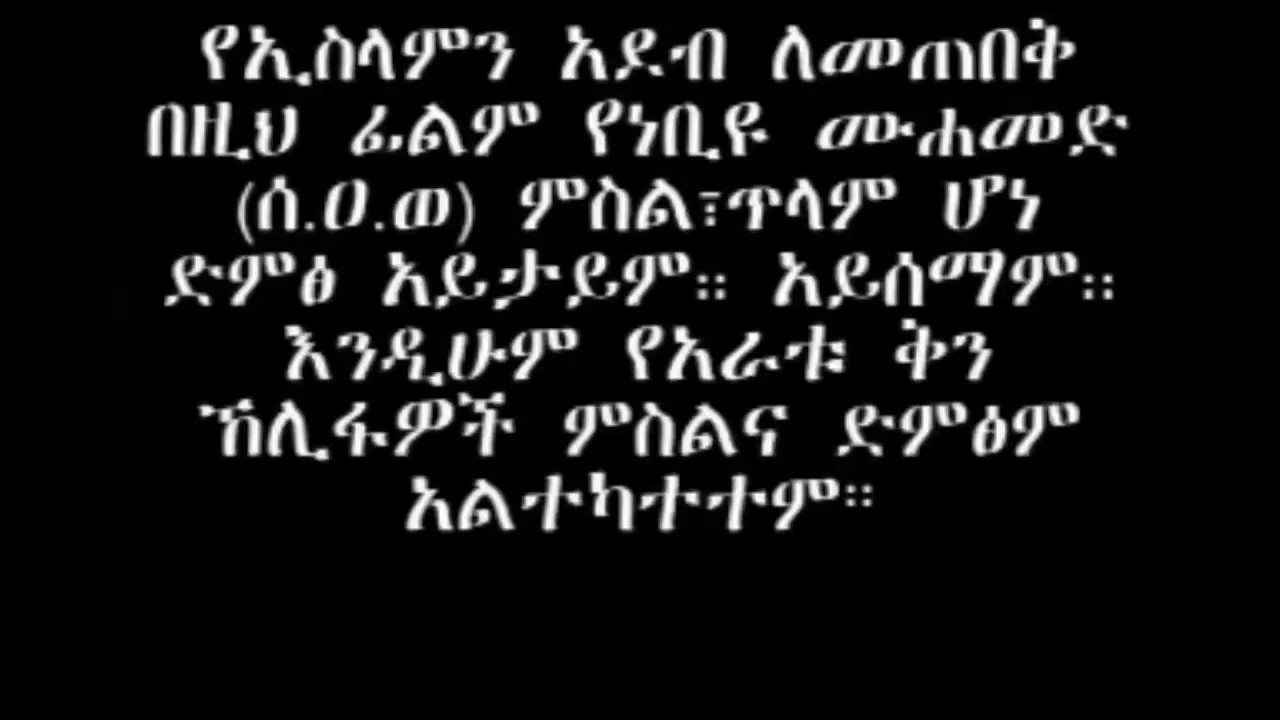 የኢስላምን አደብ ለመጠበቅ
በዚህ ፊልም የነቢዩ ሙሐመድ
(ሰ.ዐ.ወ) ምስል፣ጥላም ሆነ
ድምፅ አይታይም። አይሰማም።
እንዲሁም የአራቱ ቅን
ኸሊፋዎች ምስልና ድምፅም
አልተካተተም።